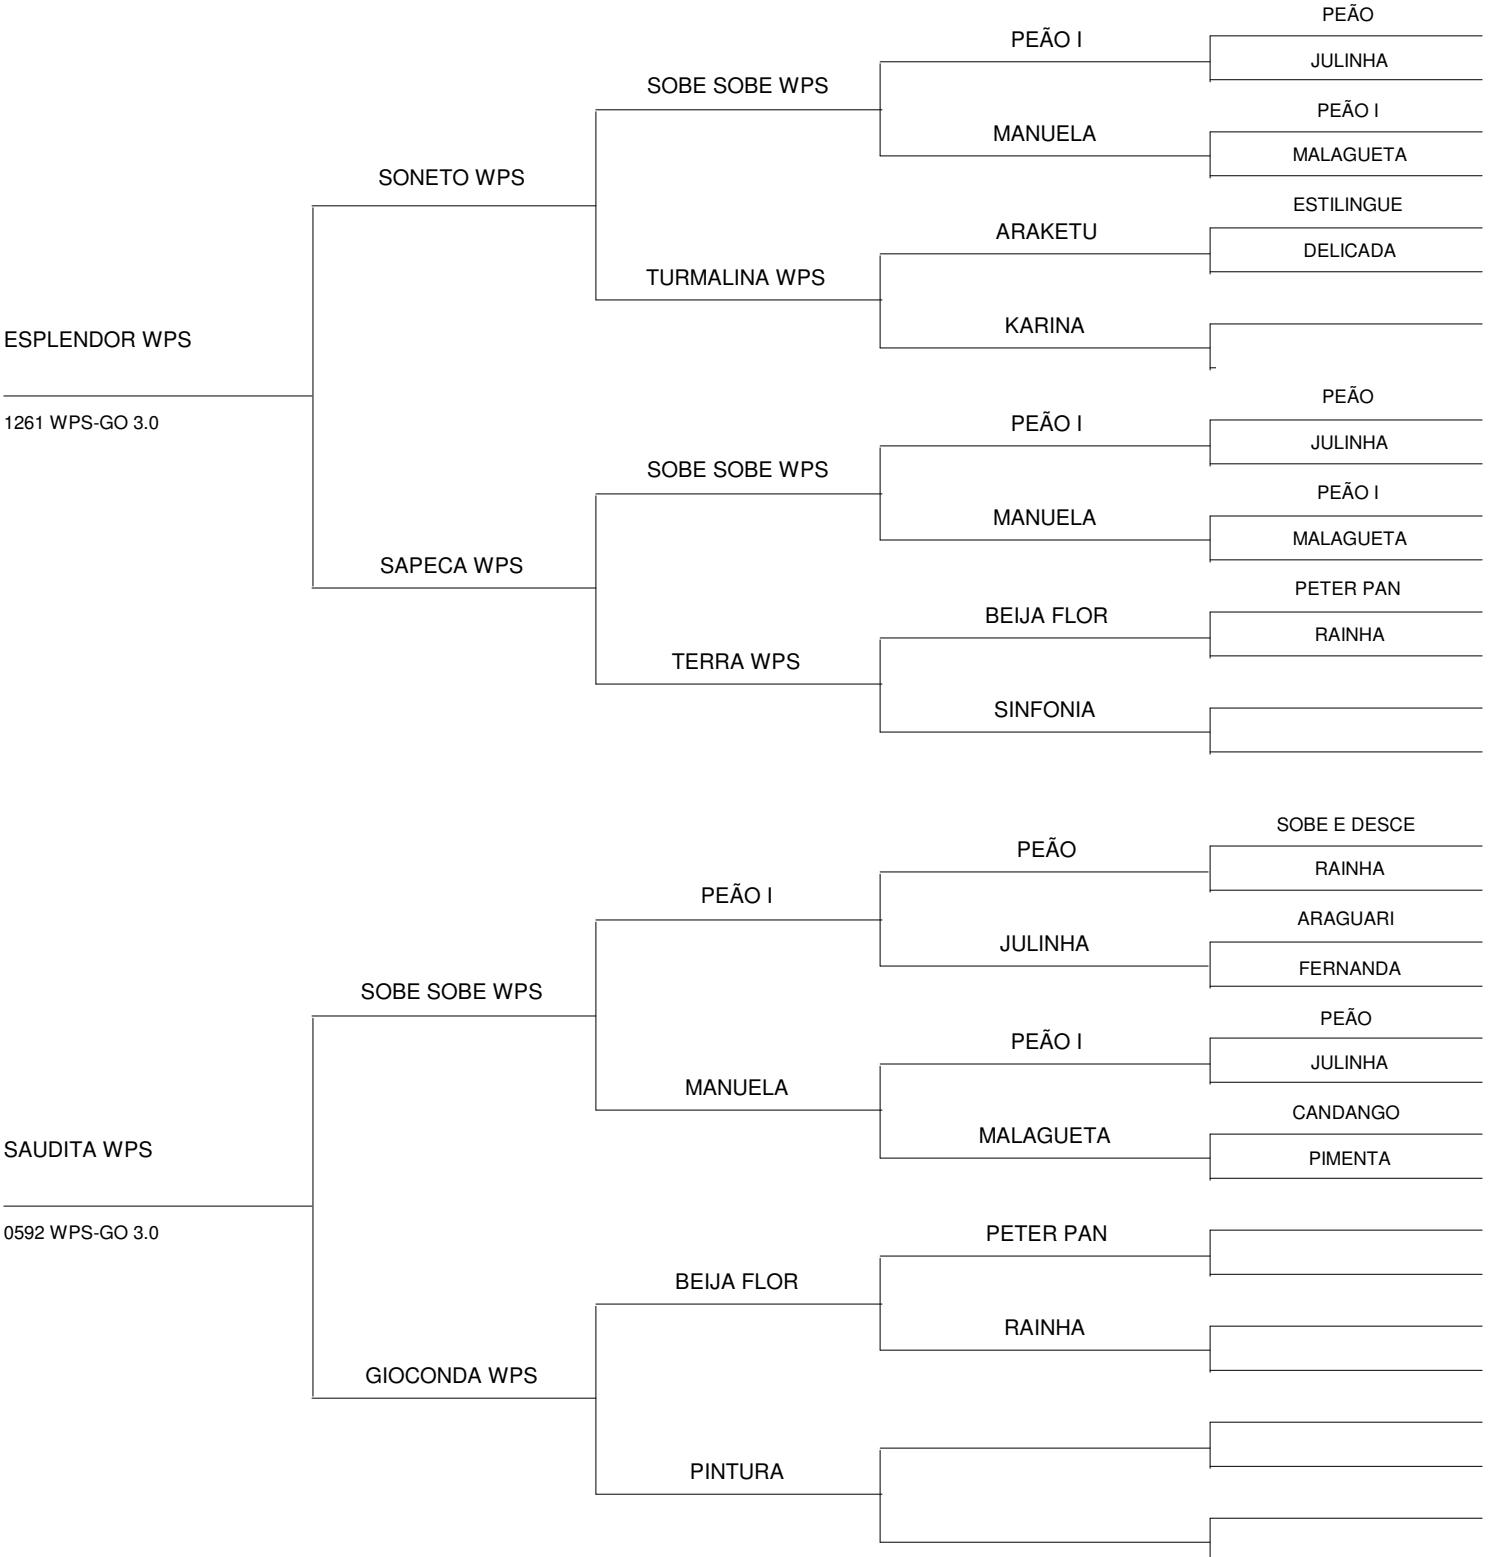 PEÃO
PEÃO I
JULINHA
SOBE SOBE WPS
PEÃO I
MANUELA
MALAGUETA
SONETO WPS
ESTILINGUE
ARAKETU
DELICADA
TURMALINA WPS
KARINA
ESPLENDOR WPS
PEÃO
1261 WPS-GO 3.0
PEÃO I
JULINHA
SOBE SOBE WPS
PEÃO I
MANUELA
MALAGUETA
SAPECA WPS
PETER PAN
BEIJA FLOR
RAINHA
TERRA WPS
SINFONIA
SOBE E DESCE
PEÃO
RAINHA
PEÃO I
ARAGUARI
JULINHA
FERNANDA
SOBE SOBE WPS
PEÃO
PEÃO I
JULINHA
MANUELA
CANDANGO
MALAGUETA
PIMENTA
SAUDITA WPS
0592 WPS-GO 3.0
PETER PAN
BEIJA FLOR
RAINHA
GIOCONDA WPS
PINTURA